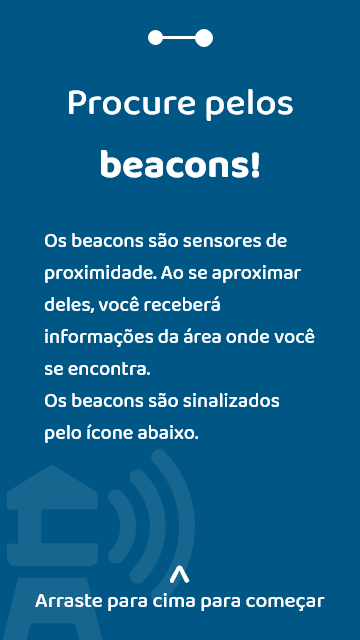 Procure pelos
beacons!
Os beacons são sensores de
proximidade. Ao se aproximar
deles, você receberá
informações da área onde você
se encontra.
Os beacons são sinalizados
pelo ícone abaixo.
Arraste para cima para começar